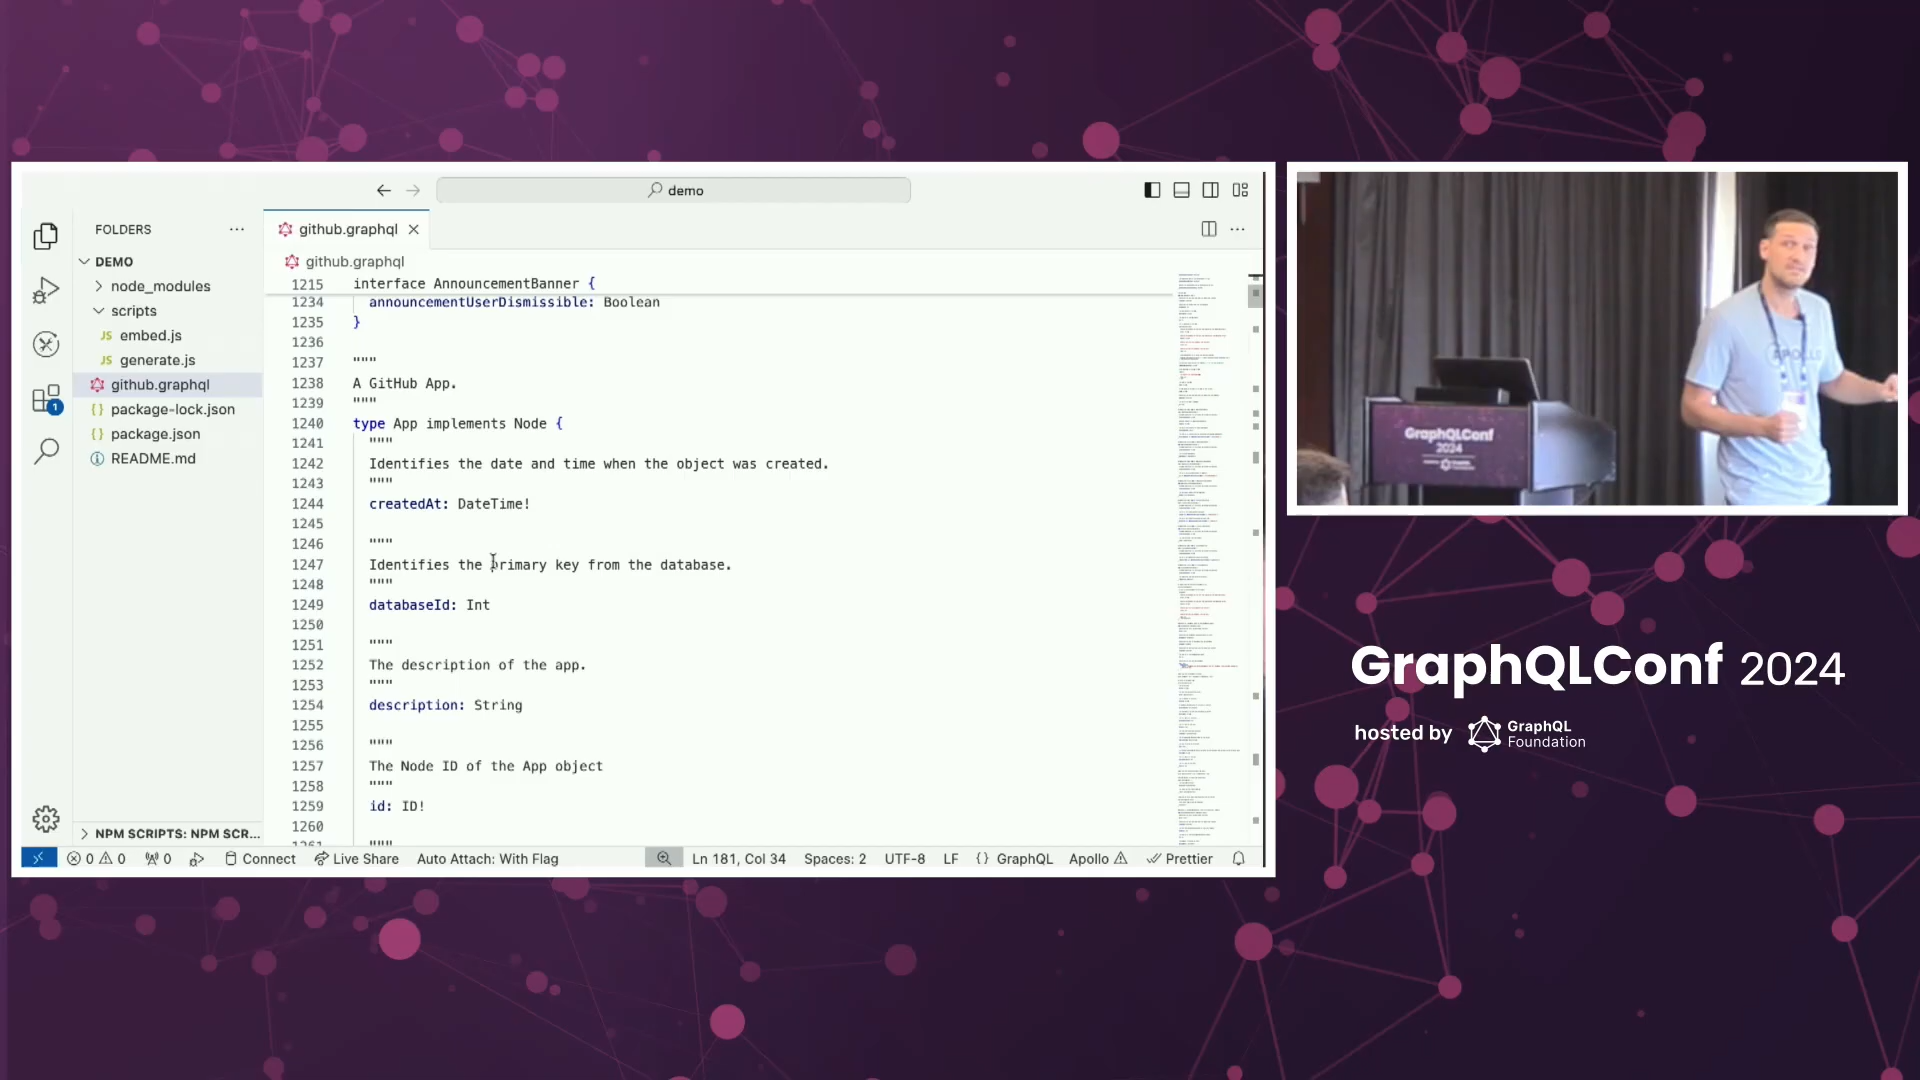 demo
FOLDERS
DEMO
node_modules
scripts
JS embed.js
JS generate.js
github.graphql
{} package-lock.json
{} package.json
README.md
NPM SCRIPTS: NPM SCR...
1
github.graphql
github.graphql
1215 interface AnnouncementBanner {
1234 announcementUserDismissible: Boolean
1235 }
1236
1237 """
1238 A GitHub App.
1239 """
1240 type App implements Node {
1241 """
1242 Identifies the date and time when the object was created.
1243 """
1244 createdAt: DateTime!
1245
1246 """
1247 Identifies the primary key from the database.
1248 """
1249 databaseId: Int
1250
1251 """
1252 The description of the app.
1253 """
1254 description: String
1255
1256 """
1257 The Node ID of the App object
1258 """
1259 id: ID!
1260
1261 """
0 0 0 Connect Live Share Auto Attach: With Flag Ln 181, Col 34 Spaces: 2 UTF-8 LF {} GraphQL Apollo Prettier
GraphQLConf
2024
APOLLO
GraphQLConf 2024
hosted by GraphQL Foundation